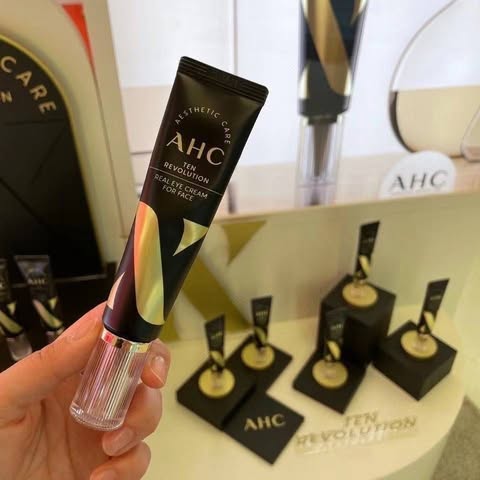 CARE
AESTHETIC CARE
AHC
TEN
REVOLUTION
REAL EYE CREAM
FOR FACE
AHC
AHC
TEN
REVOLUTION